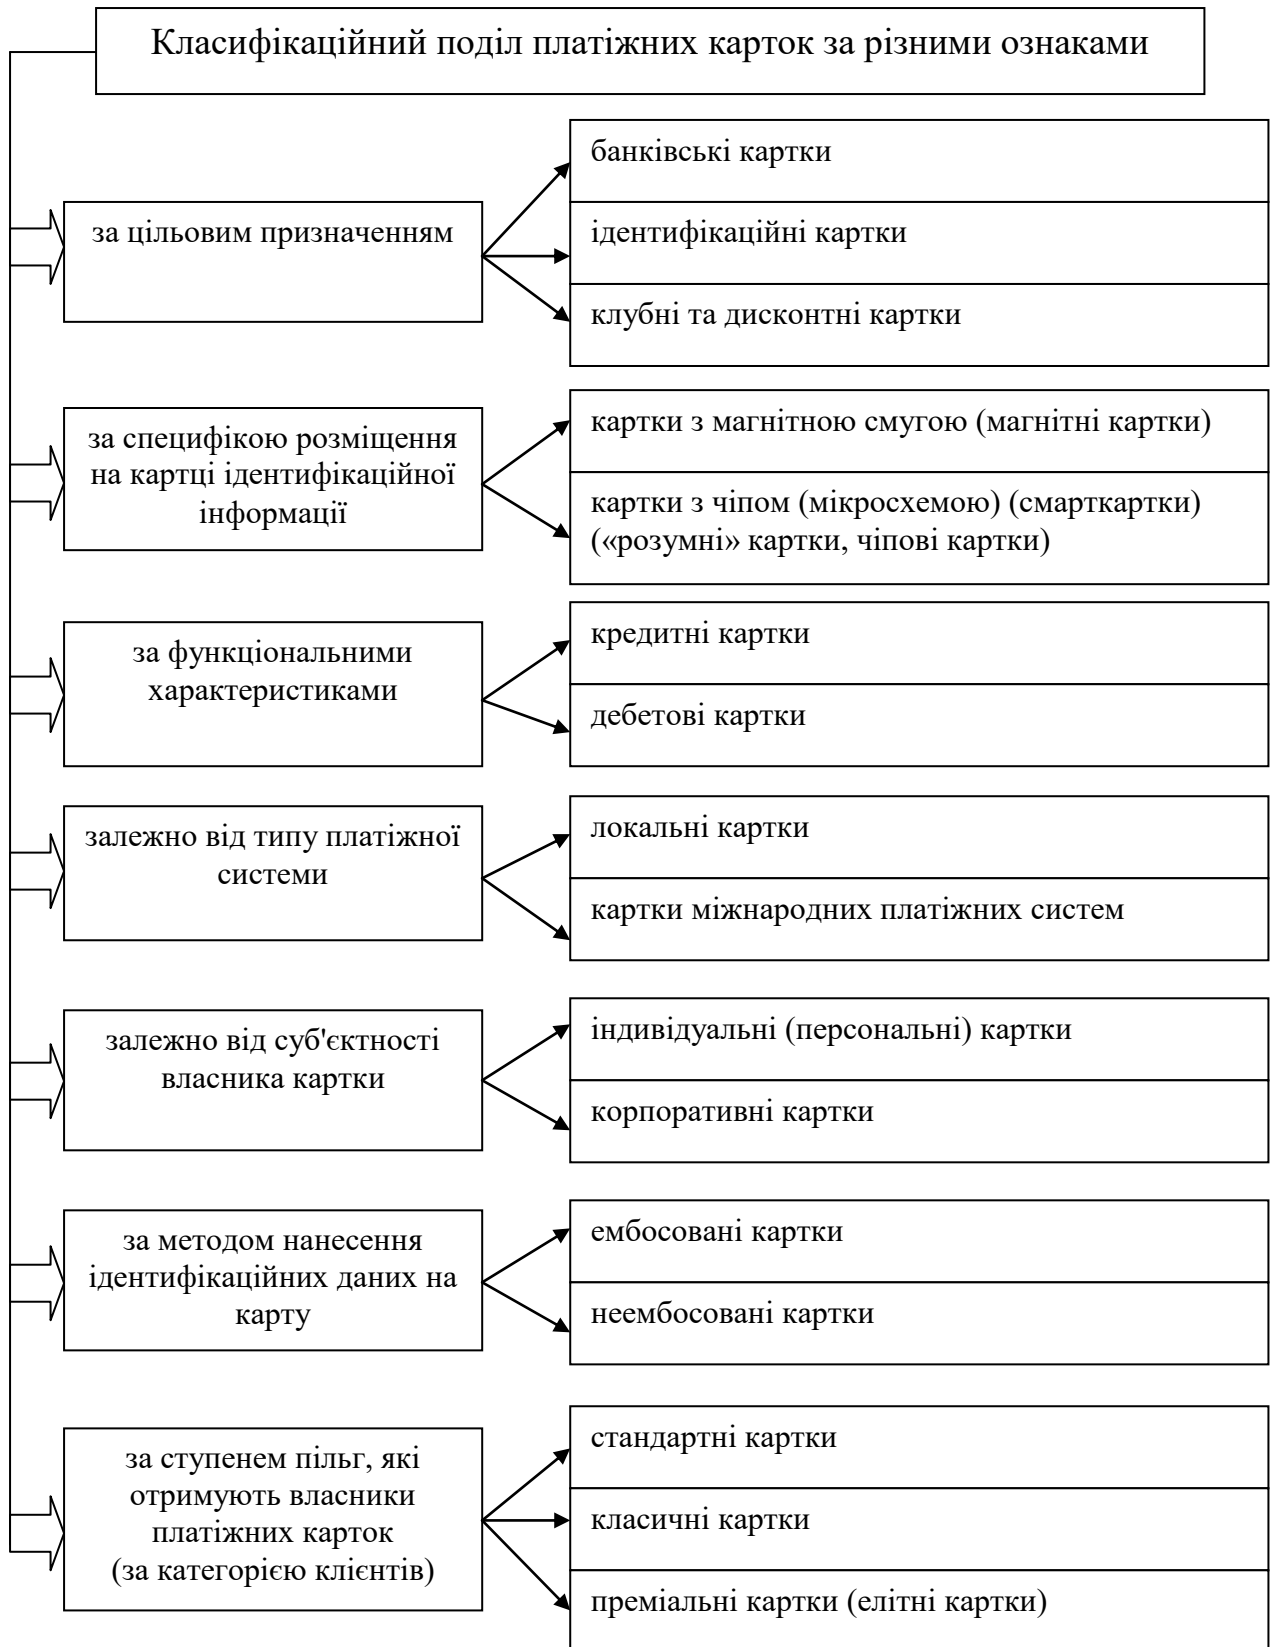 Класифікаційний поділ платіжних карток за різними ознаками
за цільовим призначенням
банківські картки
ідентифікаційні картки
клубні та дисконтні картки
за специфікою розміщення
на картці ідентифікаційної
інформації
картки з магнітною смугою (магнітні картки)
картки з чіпом (мікросхемою) (смарткартки)
(«розумні» картки, чіпові картки)
за функціональними
характеристиками
кредитні картки
дебетові картки
залежно від типу платіжної
системи
локальні картки
картки міжнародних платіжних систем
залежно від суб'єктності
власника картки
індивідуальні (персональні) картки
корпоративні картки
за методом нанесення
ідентифікаційних даних на
карту
ембосовані картки
неембосовані картки
за ступенем пільг, які
отримують власники
платіжних карток
(за категорією клієнтів)
стандартні картки
класичні картки
преміальні картки (елітні картки)